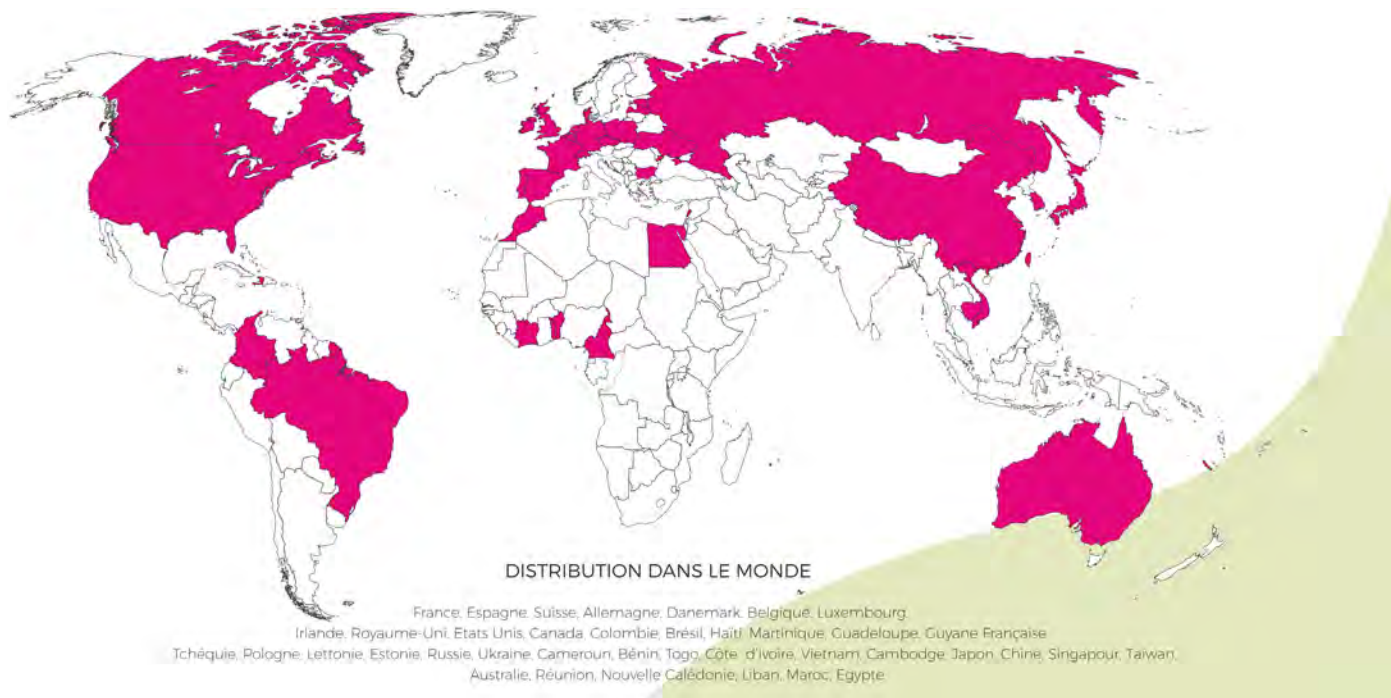 DISTRIBUTION DANS LE MONDE
France, Espagne, Suisse, Allemagne, Danemark, Belgique, Luxembourg,
Irlande, Royaume-Uni, Etats Unis, Canada, Colombie, Brésil, Haïti, Martinique, Guadeloupe, Guyane Française
Tchéquie, Pologne, Lettonie, Estonie, Russie, Ukraine, Cameroun, Bénin, Togo, Côte d'ivoire, Vietnam, Cambodge, Japon, Chine, Singapour, Taiwan,
Australie, Réunion, Nouvelle Calédonie, Liban, Maroc, Egypte